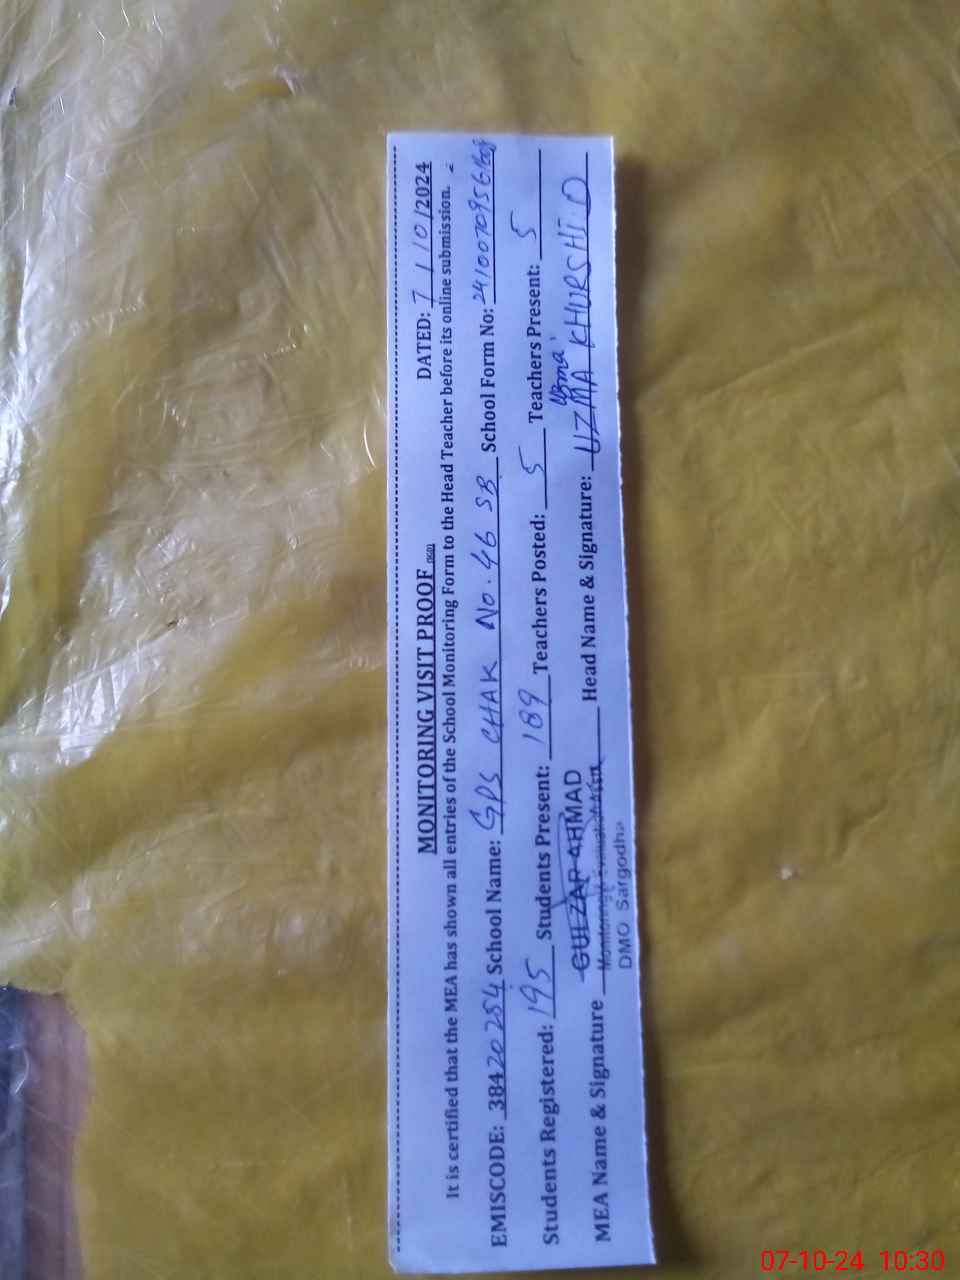 MONITORING VISIT PROOF
DATED: 7/10/2024
It is certified that the MEA has shown all entries of the School Monitoring Form to the Head Teacher before its online submission.
EMISCODE: 38420254 School Name: GPS CHAK No. 46 SB School Form No:
Students Registered: 195 Students Present: 189 Teachers Posted: 5 Teachers Present: 5
MEA Name & Signature GULZAR AHMAD Head Name & Signature: Uzma UZMA KHURSHID
Monitoring & Evaluation
DMO Sargodha
07-10-24 10:30